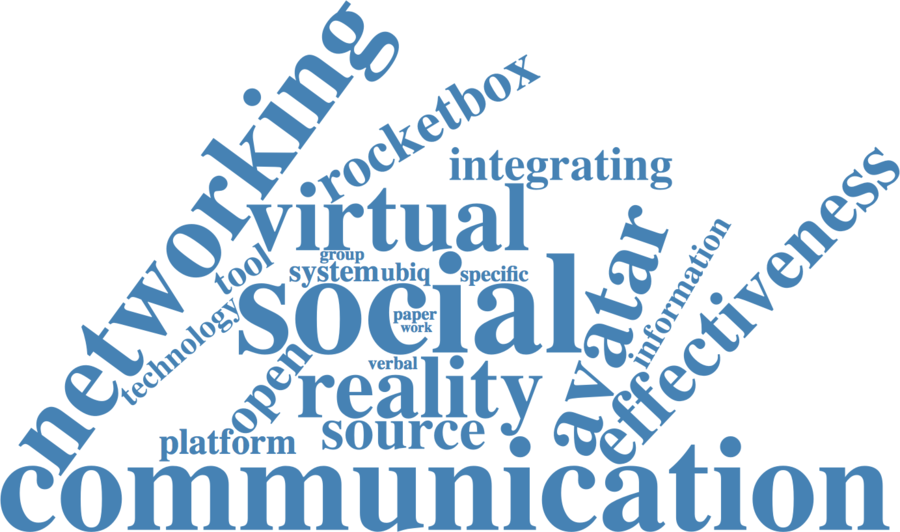 networking
rocketbox
integrating
virtual
effectiveness
avatar
information
group
tool
system
ubiq
specific
social
technology
paper
work
open
verbal
reality
source
platform
communication